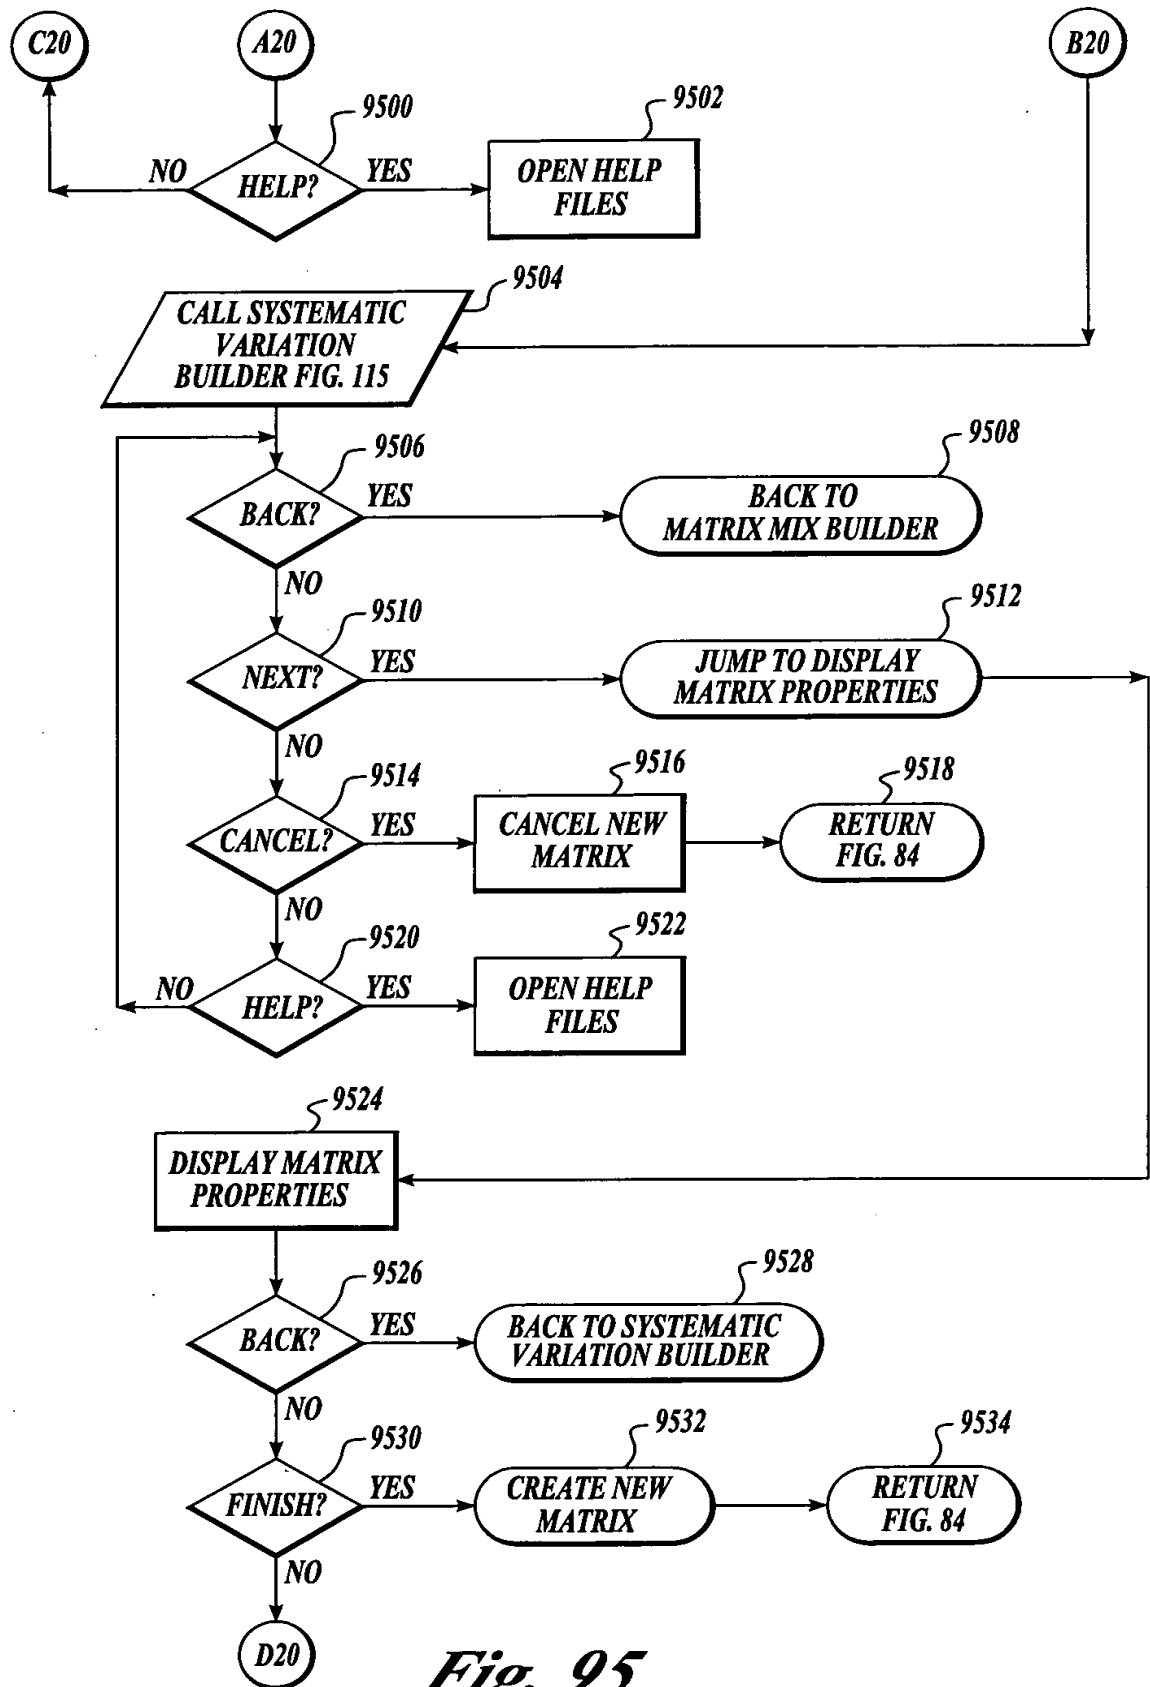 C20
A20
B20
9500
9502
NO
HELP?
YES
OPEN HELP
FILES
9504
CALL SYSTEMATIC
VARIATION
BUILDER FIG. 115
9506
9508
BACK?
YES
BACK TO
MATRIX MIX BUILDER
NO
9510
9512
NEXT?
YES
JUMP TO DISPLAY
MATRIX PROPERTIES
NO
9514
9516
9518
CANCEL?
YES
CANCEL NEW
MATRIX
RETURN
FIG. 84
NO
9520
9522
NO
HELP?
YES
OPEN HELP
FILES
9524
DISPLAY MATRIX
PROPERTIES
9526
9528
BACK?
YES
BACK TO SYSTEMATIC
VARIATION BUILDER
NO
9530
9532
9534
FINISH?
YES
CREATE NEW
MATRIX
RETURN
FIG. 84
NO
D20
Fig. 95